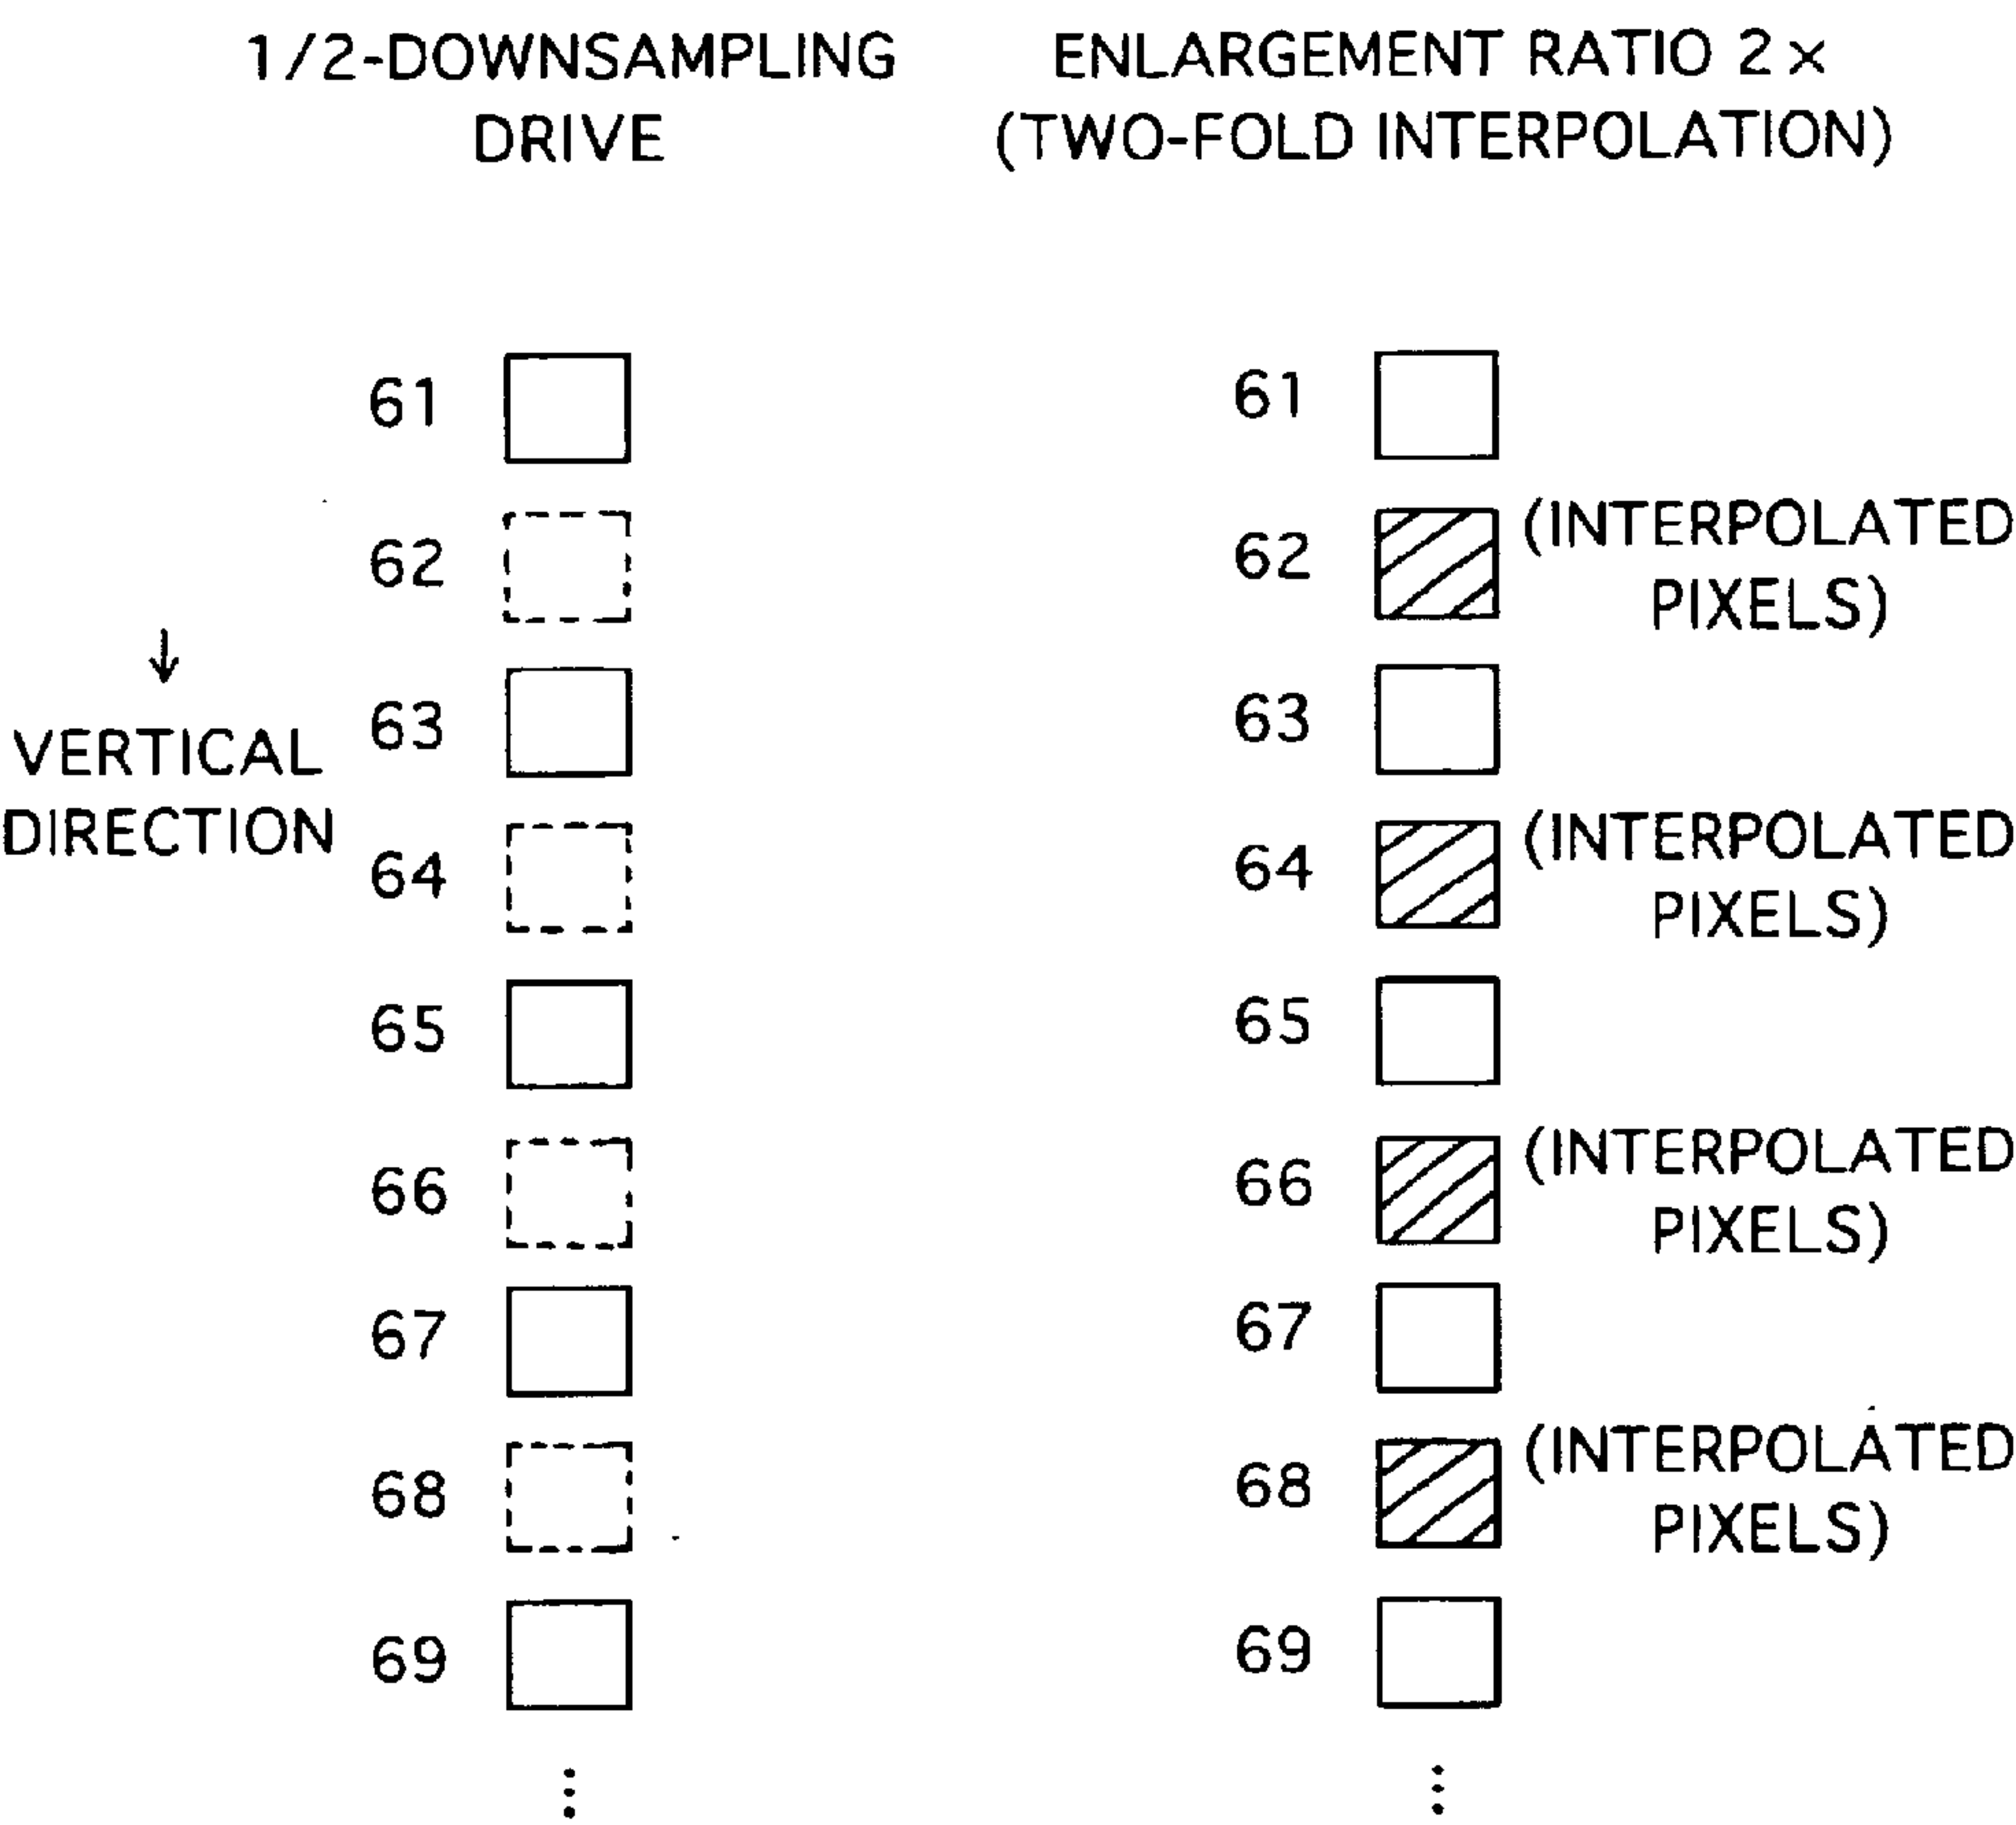 1/2-DOWNSAMPLING
DRIVE
ENLARGEMENT RATIO 2×
(TWO-FOLD INTERPOLATION)
↓
VERTICAL
DIRECTION
61
62
63
64
65
66
67
68
69
⋮
61
62 (INTERPOLATED
PIXELS)
63
64 (INTERPOLATED
PIXELS)
65
66 (INTERPOLATED
PIXELS)
67
68 (INTERPOLATED
PIXELS)
69
⋮